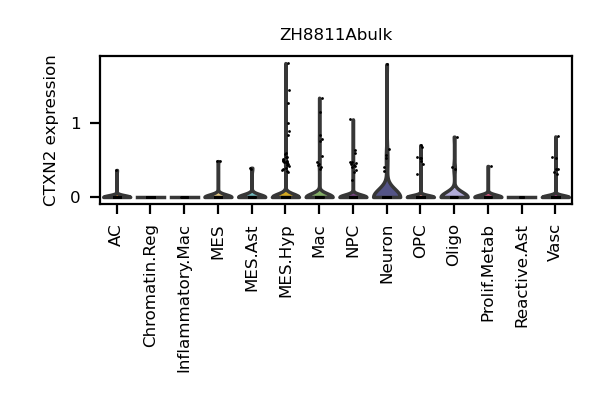 ZH8811Abulk
CTXN2 expression
1
0
AC
Chromatin.Reg
Inflammatory.Mac
MES
MES.Ast
MES.Hyp
Mac
NPC
Neuron
OPC
Oligo
Prolif.Metab
Reactive.Ast
Vasc